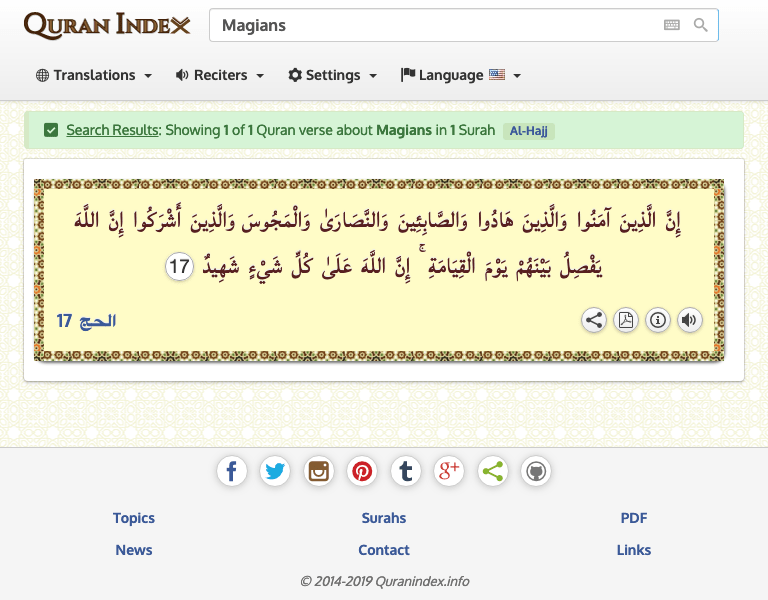 QURAN INDEX
Magians
Translations
Reciters
Settings
Language
Search Results: Showing 1 of 1 Quran verse about Magians in 1 Surah Al-Hajj
إِنَّ الَّذِينَ آمَنُوا وَالَّذِينَ هَادُوا وَالصَّابِئِينَ وَالنَّصَارَىٰ وَالْمَجُوسَ وَالَّذِينَ أَشْرَكُوا إِنَّ اللَّهَ
يَفْصِلُ بَيْنَهُمْ يَوْمَ الْقِيَامَةِ ۚ إِنَّ اللَّهَ عَلَىٰ كُلِّ شَيْءٍ شَهِيدٌ 17
الحج 17
Topics
Surahs
PDF
News
Contact
Links
© 2014-2019 Quranindex.info